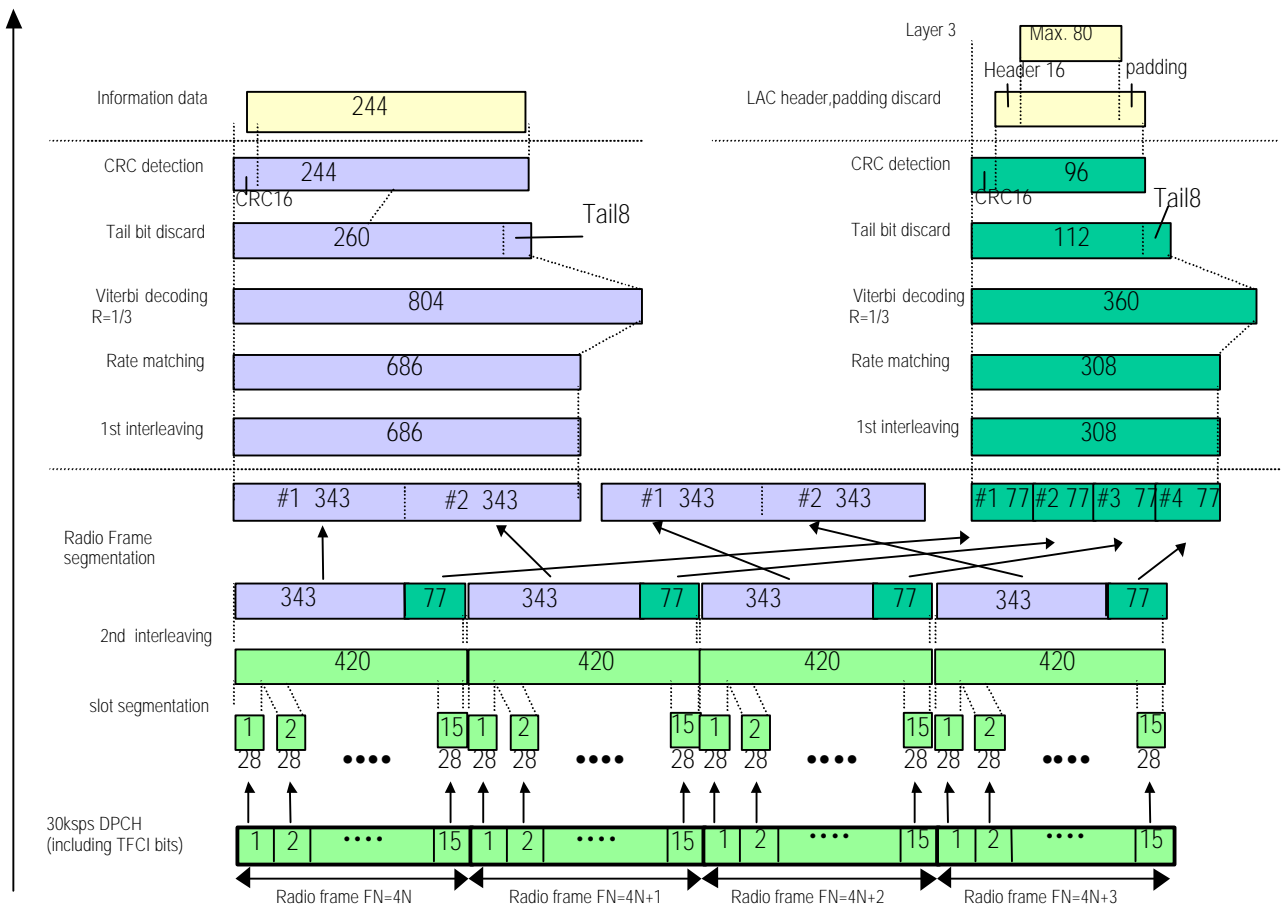 Layer 3
Max. 80
Header 16
padding
Information data
244
LAC header,padding discard
CRC detection
244
CRC16
CRC detection
96
CRC16
Tail bit discard
260
Tail8
Tail bit discard
112
Tail8
Viterbi decoding
R=1/3
804
Viterbi decoding
R=1/3
360
Rate matching
686
Rate matching
308
1st interleaving
686
1st interleaving
308
#1 343 #2 343
#1 343 #2 343
#1 77 #2 77 #3 77 #4 77
Radio Frame
segmentation
343 77 343 77 343 77 343 77
2nd interleaving
420 420 420 420
slot segmentation
1 2 15 1 2 15 1 2 15 1 2 15
28 28 •••• 28 28 28 •••• 28 28 28 •••• 28 28 28 •••• 28
30ksps DPCH
(including TFCI bits)
1 2 •••• 15 1 2 •••• 15 1 2 •••• 15 1 2 •••• 15
Radio frame FN=4N
Radio frame FN=4N+1
Radio frame FN=4N+2
Radio frame FN=4N+3